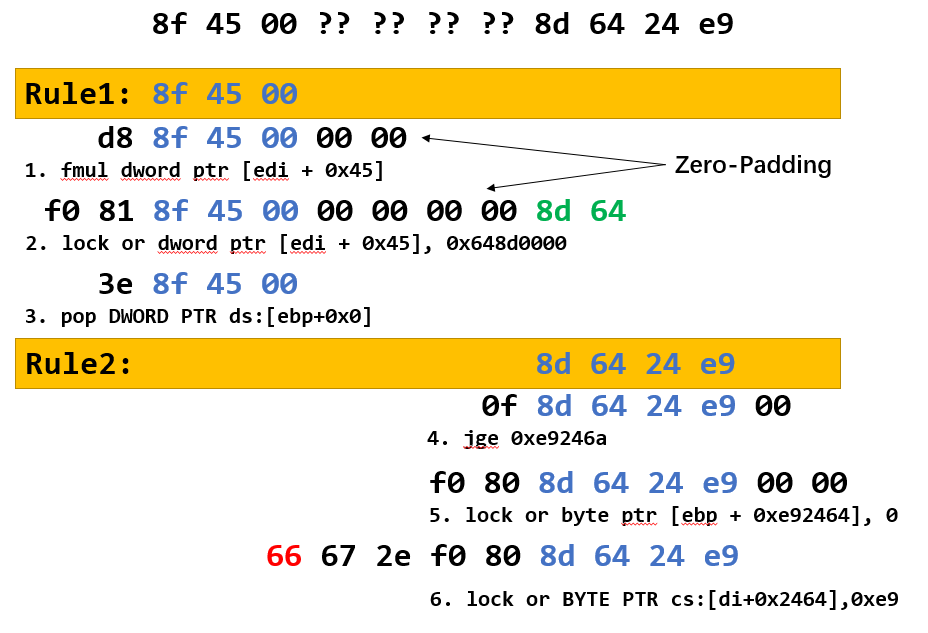 8f 45 00 ?? ?? ?? ?? 8d 64 24 e9
Rule1: 8f 45 00
d8 8f 45 00 00 00
Zero-Padding
1. fmul dword ptr [edi + 0x45]
f0 81 8f 45 00 00 00 00 00 8d 64
2. lock or dword ptr [edi + 0x45], 0x648d0000
3e 8f 45 00
3. pop DWORD PTR ds:[ebp+0x0]
Rule2: 8d 64 24 e9
0f 8d 64 24 e9 00
4. jge 0xe9246a
f0 80 8d 64 24 e9 00 00
5. lock or byte ptr [ebp + 0xe92464], 0
66 67 2e f0 80 8d 64 24 e9
6. lock or BYTE PTR cs:[di+0x2464],0xe9